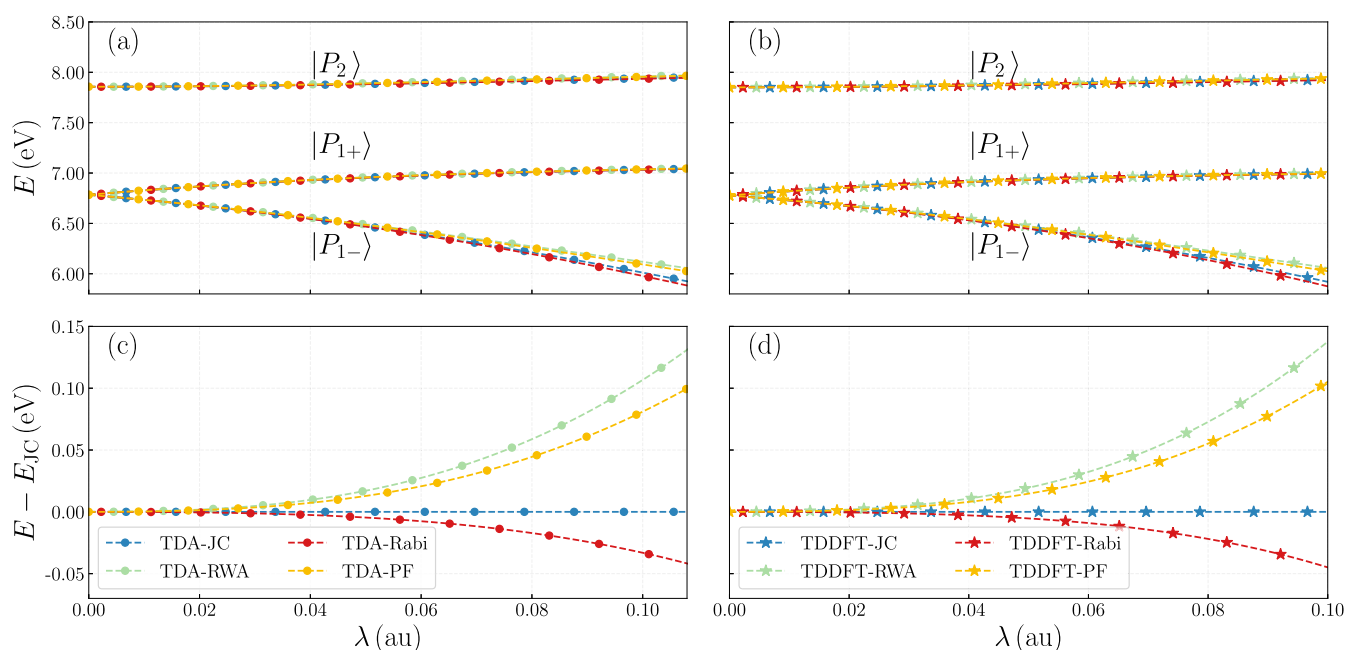 (a)
8.50
8.00
7.50
7.00
6.50
6.00
E (eV)
|P₂⟩
|P₁₊⟩
|P₁₋⟩
(b)
|P₂⟩
|P₁₊⟩
|P₁₋⟩
(c)
0.15
0.10
0.05
0.00
-0.05
E − E_JC (eV)
TDA-JC
TDA-RWA
TDA-Rabi
TDA-PF
0.00 0.02 0.04 0.06 0.08 0.10
λ (au)
(d)
TDDFT-JC
TDDFT-RWA
TDDFT-Rabi
TDDFT-PF
0.00 0.02 0.04 0.06 0.08 0.10
λ (au)